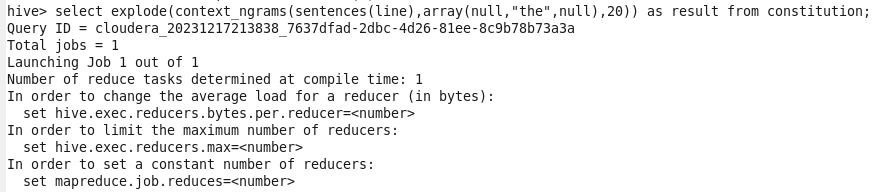 hive> select explode(context_ngrams(sentences(line),array(null,"the",null),20)) as result from constitution;
Query ID = cloudera_20231217213838_7637dfad-2dbc-4d26-81ee-8c9b78b73a3a
Total jobs = 1
Launching Job 1 out of 1
Number of reduce tasks determined at compile time: 1
In order to change the average load for a reducer (in bytes):
  set hive.exec.reducers.bytes.per.reducer=<number>
In order to limit the maximum number of reducers:
  set hive.exec.reducers.max=<number>
In order to set a constant number of reducers:
  set mapreduce.job.reduces=<number>